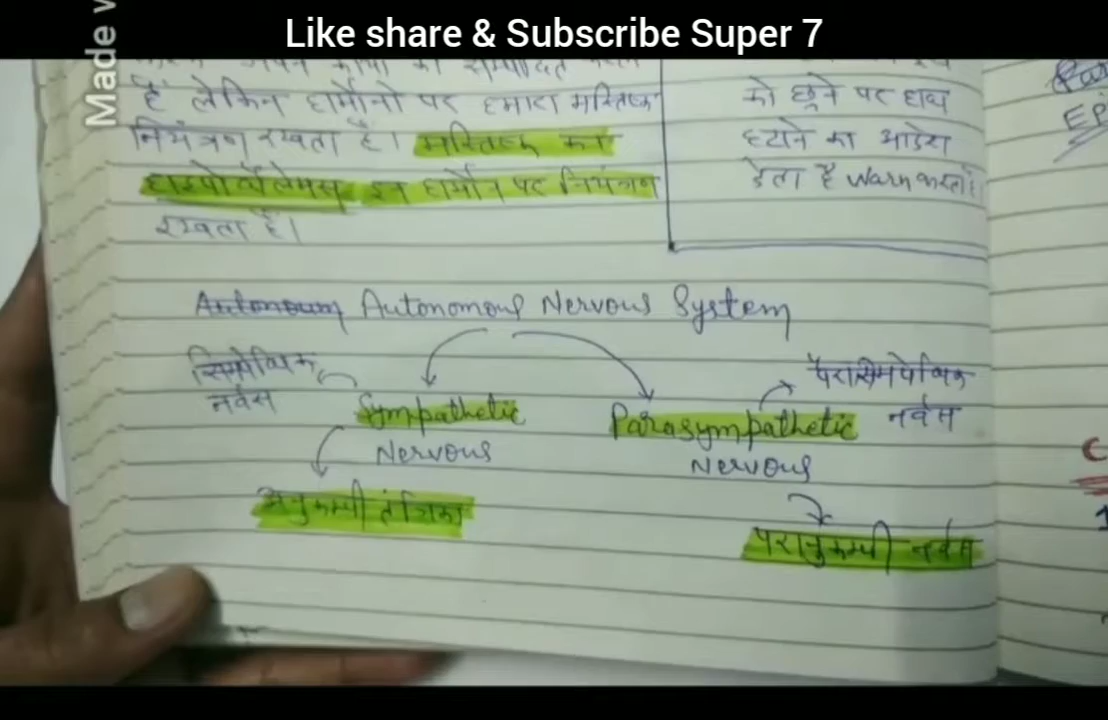 Like share & Subscribe Super 7
Made
है लेकिन हार्मोनो पर हमारा मस्तिष्क
नियंत्रण रखता है। मस्तिष्क का
हाइपोथैलेमस इन हार्मोन पर नियंत्रण
रखता है।
को छूने पर हाथ
हटाने का आदेश
देता है Warn करता है।
Autonomous Nervous System
सिम्पेथिक
नर्वस
Sympathetic
Nervous
अनुकम्पी तंत्रिका
पैरासिमपेथिक
नर्वस
Parasympathetic
Nervous
परानुकम्पी नर्वस